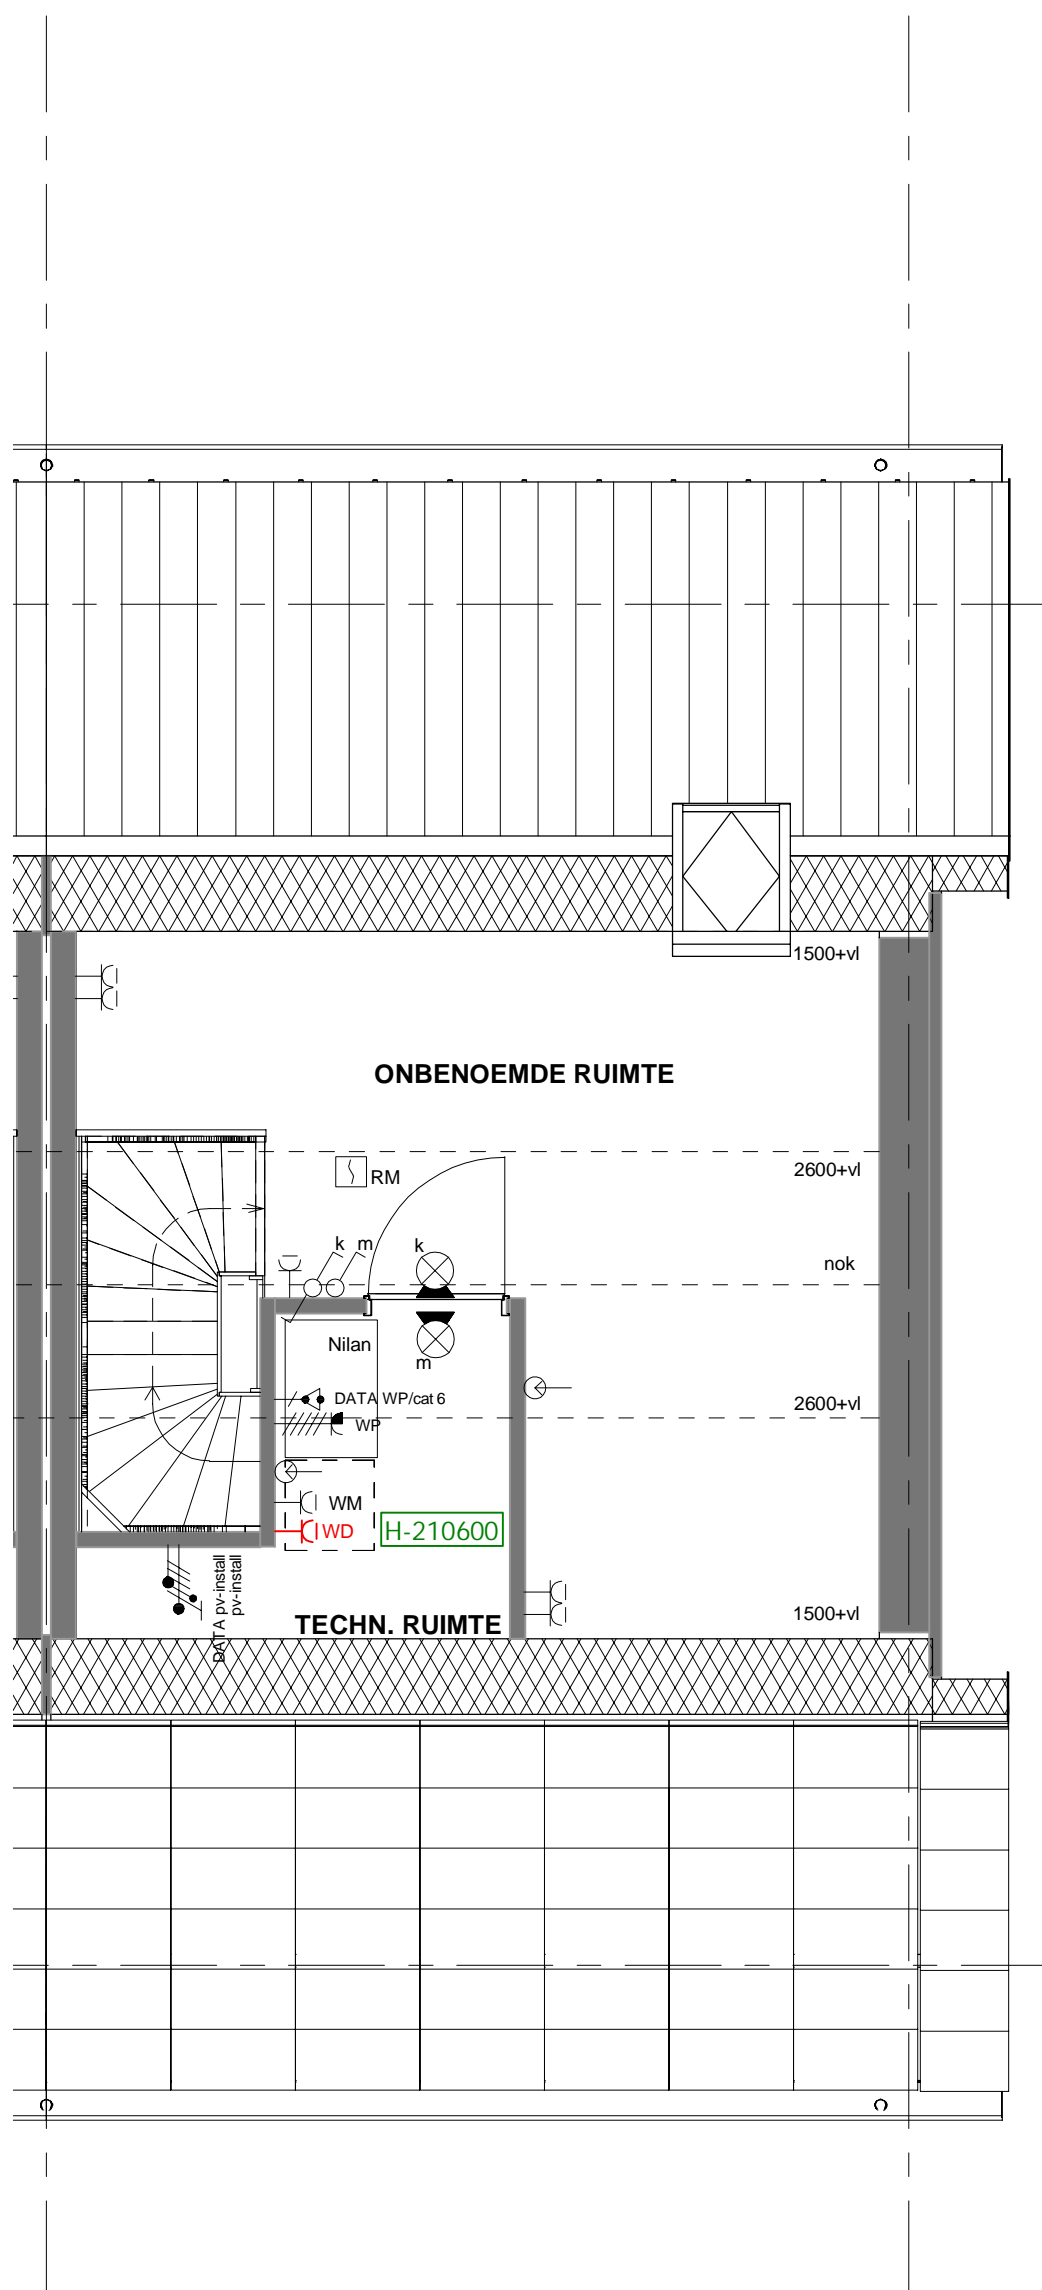 1500+vl
ONBENOEMDE RUIMTE
2600+vl
RM
k m
k
nok
Nilan
m
DATA WP/cat 6
2600+vl
WP
WM
WD
H-210600
DATA pv-install
pv-install
1500+vl
TECHN. RUIMTE